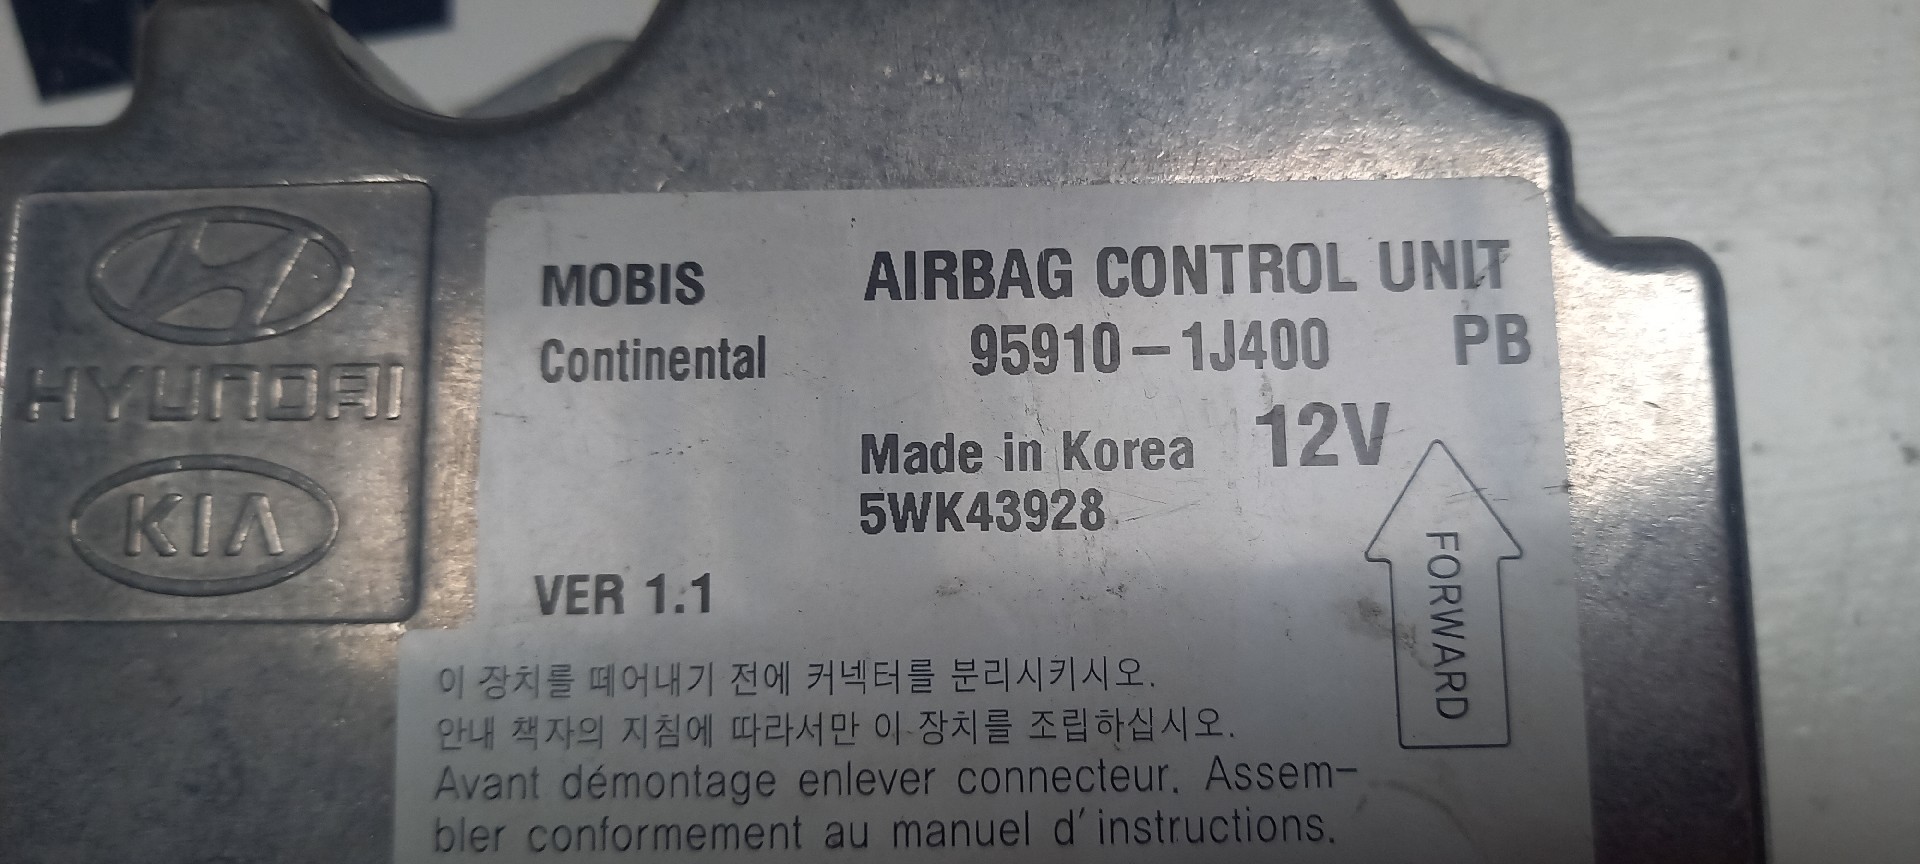 HYUNDAI
KIA
MOBIS
AIRBAG CONTROL UNIT
Continental
95910-1J400 PB
Made in Korea 12V
5WK43928
VER 1.1
FORWARD
이 장치를 떼어내기 전에 커넥터를 분리시키시오.
안내 책자의 지침에 따라서만 이 장치를 조립하십시오.
Avant démontage enlever connecteur. Assem-
bler conformement au manuel d'instructions.